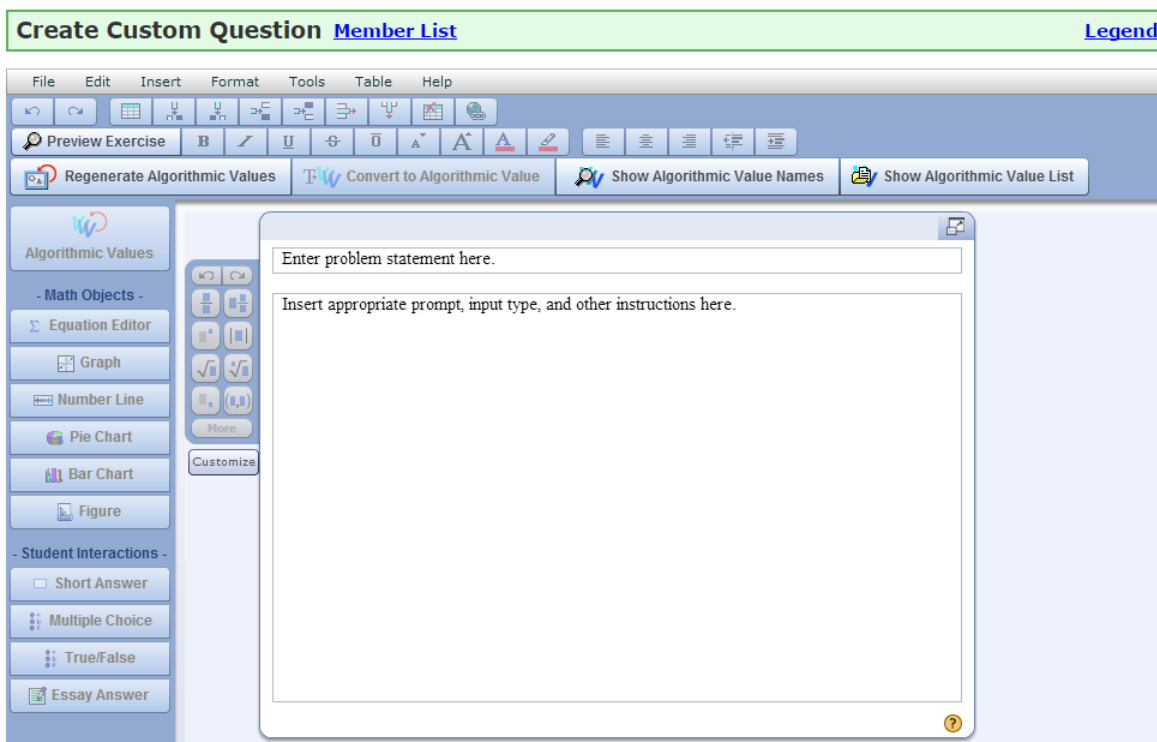 Create Custom Question Member List Legend
File Edit Insert Format Tools Table Help
Preview Exercise B I U S O A A A
Regenerate Algorithmic Values Convert to Algorithmic Value Show Algorithmic Value Names Show Algorithmic Value List
Algorithmic Values
- Math Objects -
Σ Equation Editor
Graph
Number Line
Pie Chart
Bar Chart
Figure
- Student Interactions -
Short Answer
Multiple Choice
True/False
Essay Answer
More
Customize
Enter problem statement here.
Insert appropriate prompt, input type, and other instructions here.
?